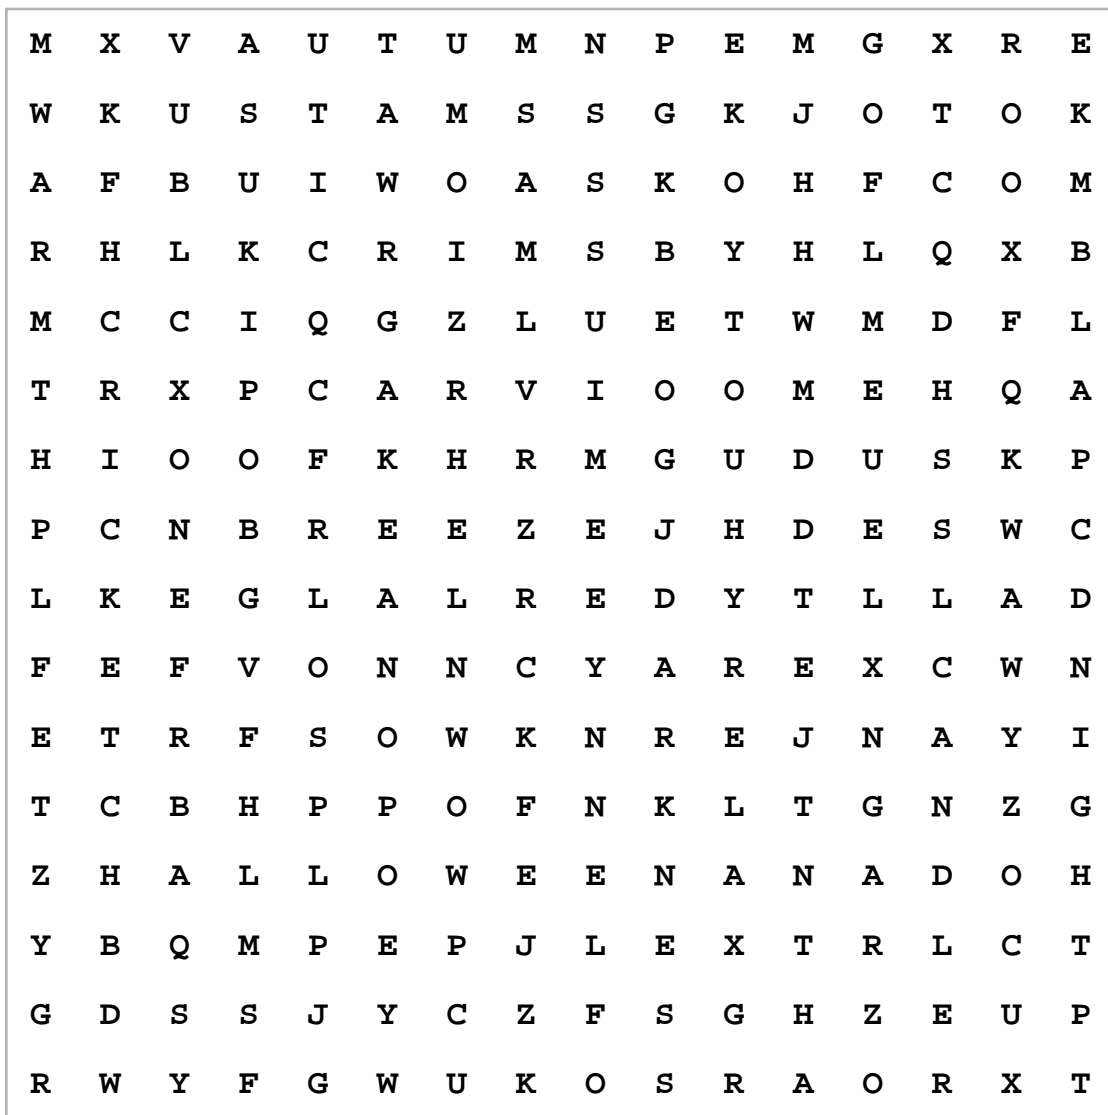 M X V A U T U M N P E M G X R E
W K U S T A M S S G K J O T O K
A F B U I W O A S K O H F C O M
R H L K C R I M S B Y H L Q X B
M C C I Q G Z L U E T W M D F L
T R X P C A R V I O O M E H Q A
H I O O F K H R M G U D U S K P
P C N B R E E Z E J H D E S W C
L K E G L A L R E D Y T L L A D
F E F V O N N C Y A R E X C W N
E T R F S O W K N R E J N A Y I
T C B H P P O F N K L T G N Z G
Z H A L L O W E E N A N A D O H
Y B Q M P E P J L E X T R L C T
G D S S J Y C Z F S G H Z E U P
R W Y F G W U K O S R A O R X T